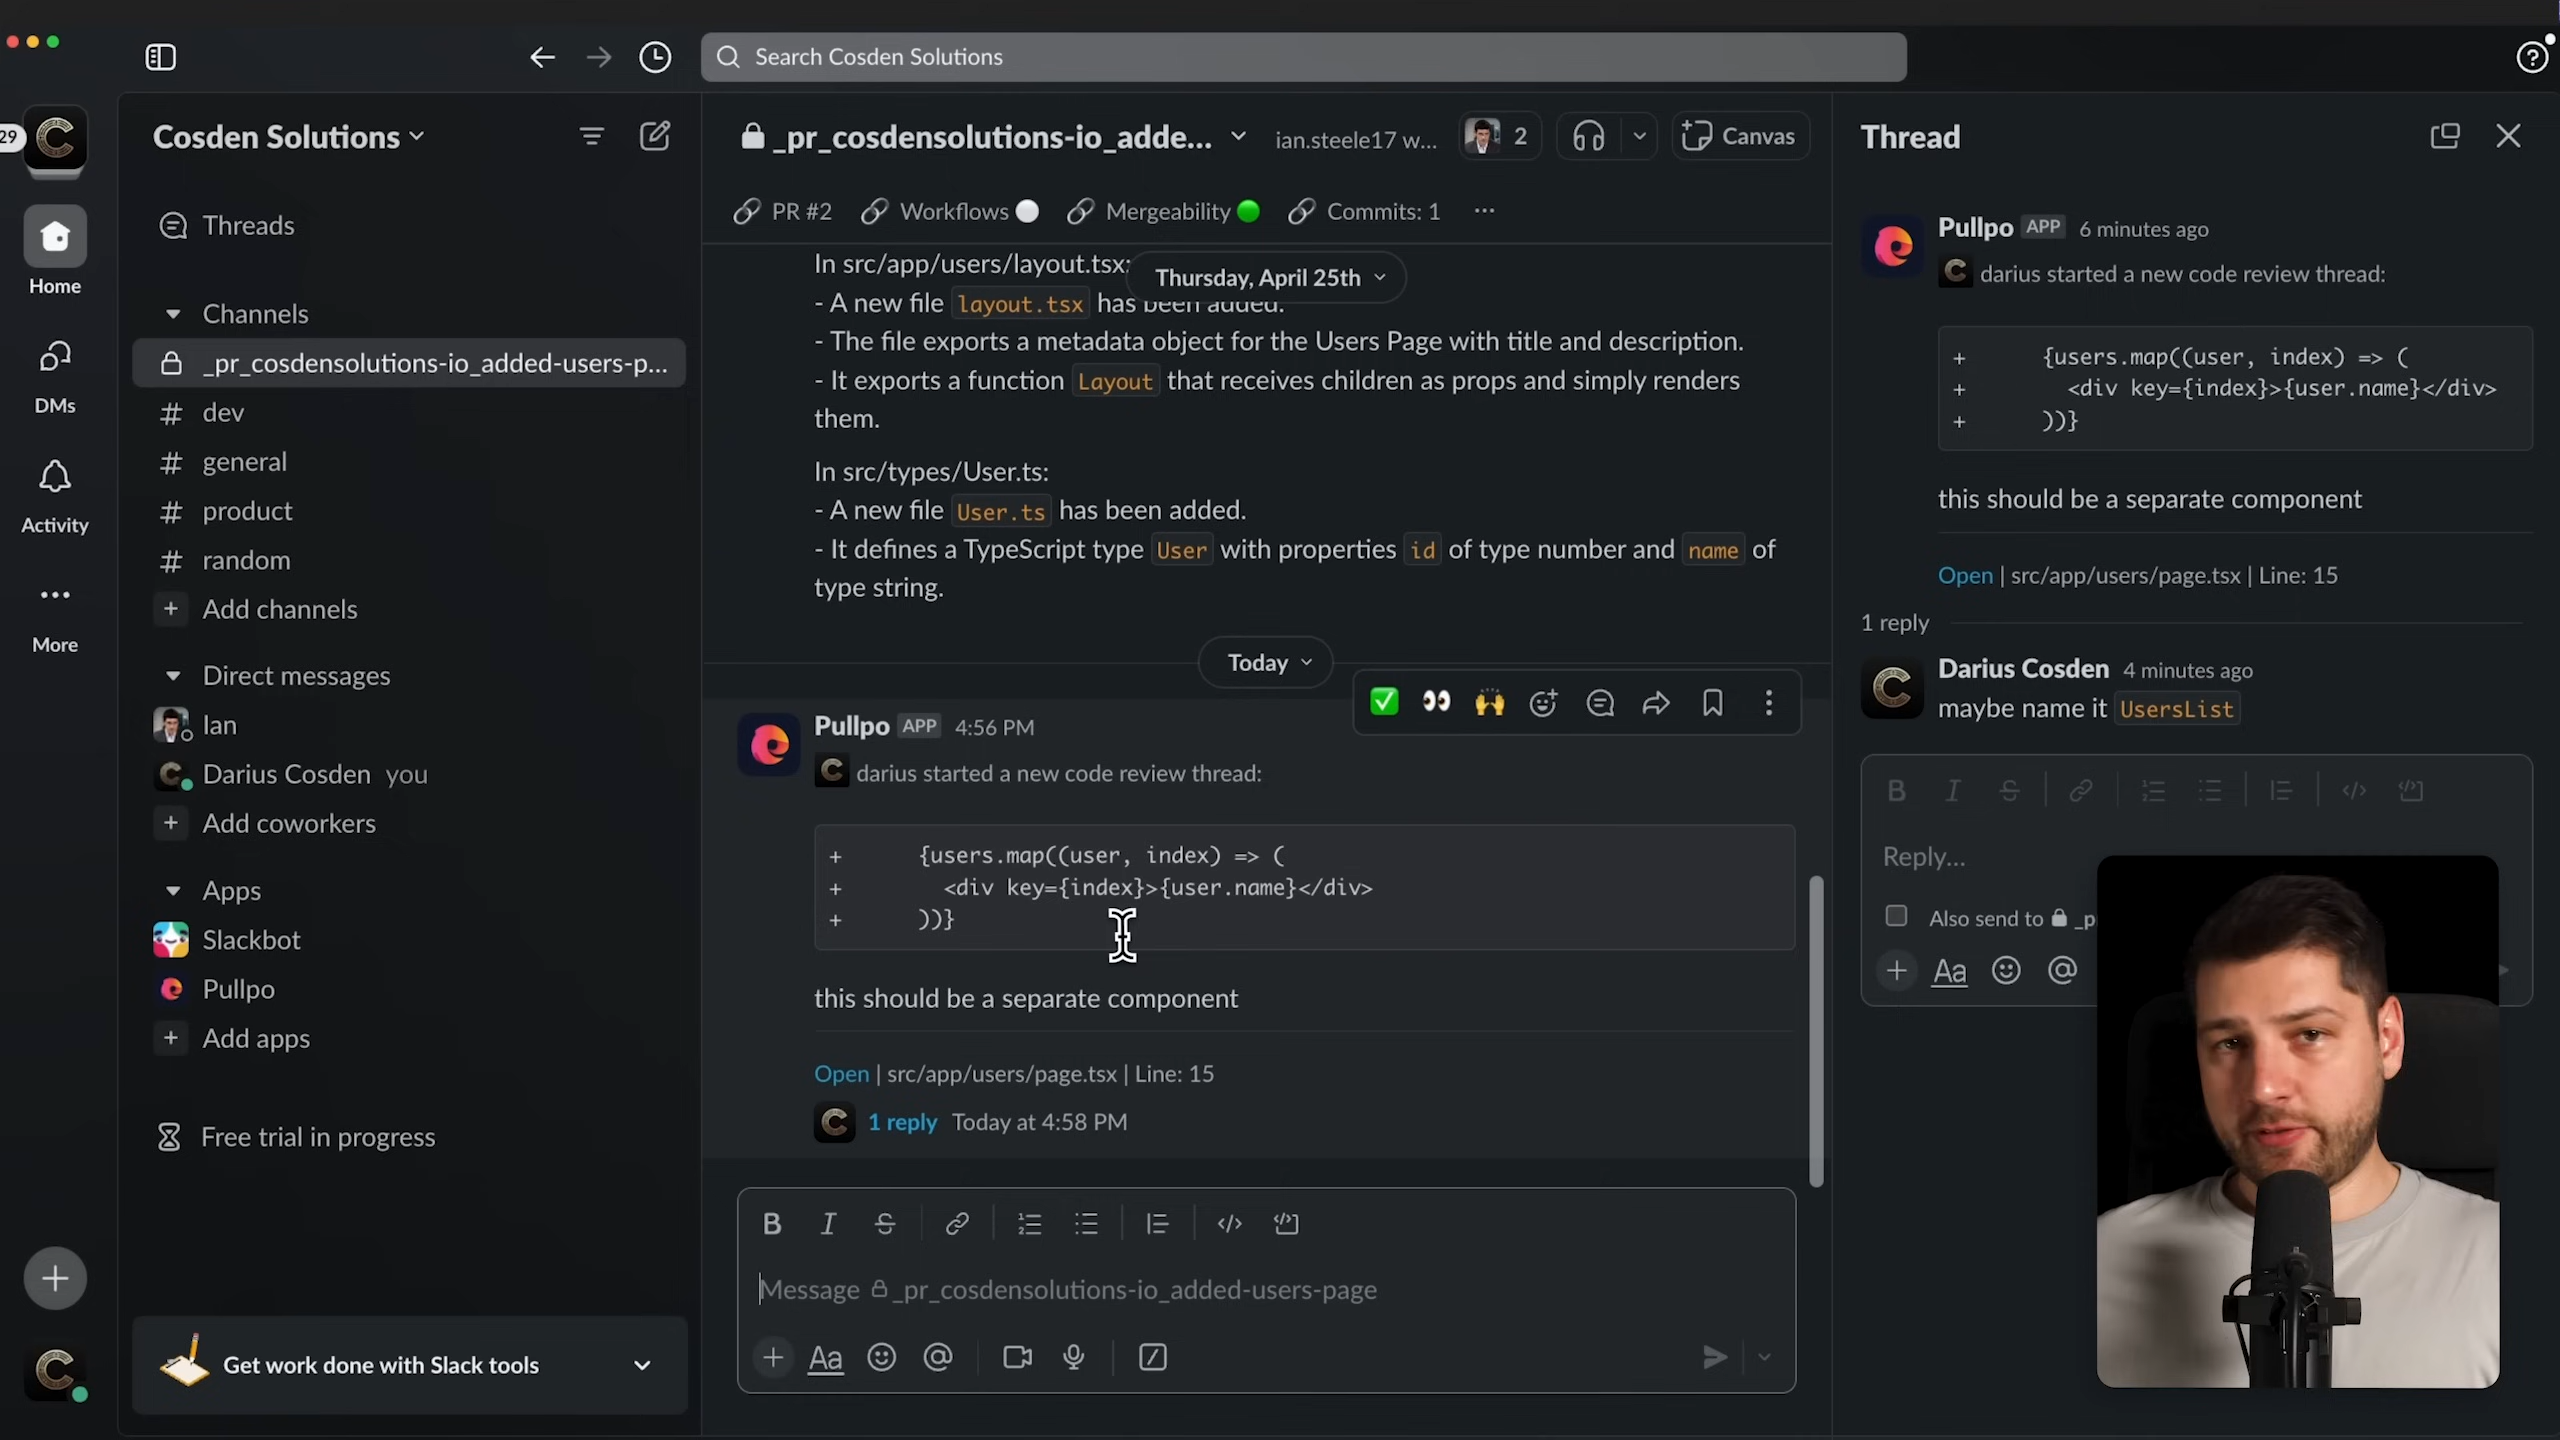 Search Cosden Solutions
29
Home
DMs
Activity
More
Cosden Solutions
Threads
Channels
_pr_cosdensolutions-io_added-users-p...
# dev
# general
# product
# random
+ Add channels
Direct messages
Ian
Darius Cosden you
+ Add coworkers
Apps
Slackbot
Pullpo
+ Add apps
Free trial in progress
Get work done with Slack tools
_pr_cosdensolutions-io_adde...
ian.steele17 w...
2
Canvas
PR #2
Workflows
Mergeability
Commits: 1
In src/app/users/layout.tsx:
Thursday, April 25th
- A new file layout.tsx has been added.
- The file exports a metadata object for the Users Page with title and description.
- It exports a function Layout that receives children as props and simply renders
them.
In src/types/User.ts:
- A new file User.ts has been added.
- It defines a TypeScript type User with properties id of type number and name of
type string.
Today
Pullpo APP 4:56 PM
darius started a new code review thread:
+ {users.map((user, index) => (
+ <div key={index}>{user.name}</div>
+ ))}
this should be a separate component
Open | src/app/users/page.tsx | Line: 15
1 reply Today at 4:58 PM
Message _pr_cosdensolutions-io_added-users-page
Aa
Thread
Pullpo APP 6 minutes ago
darius started a new code review thread:
+ {users.map((user, index) => (
+ <div key={index}>{user.name}</div>
+ ))}
this should be a separate component
Open | src/app/users/page.tsx | Line: 15
1 reply
Darius Cosden 4 minutes ago
maybe name it UsersList
Reply...
Also send to _p
Aa